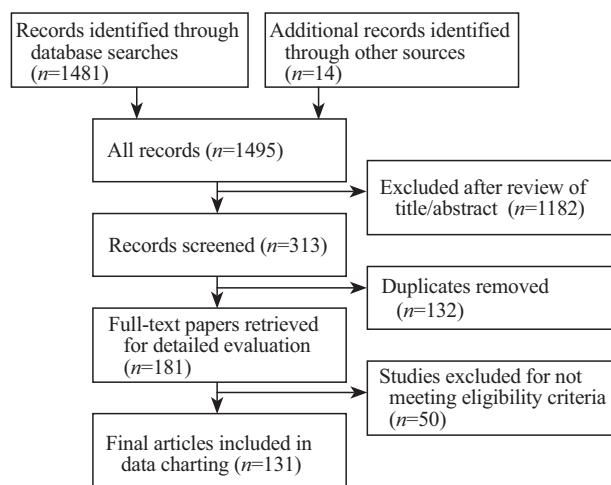 Records identified through
database searches
(n=1481)
Additional records identified
through other sources
(n=14)
All records (n=1495)
Excluded after review of
title/abstract (n=1182)
Records screened (n=313)
Duplicates removed
(n=132)
Full-text papers retrieved
for detailed evaluation
(n=181)
Studies excluded for not
meeting eligibility criteria
(n=50)
Final articles included in
data charting (n=131)